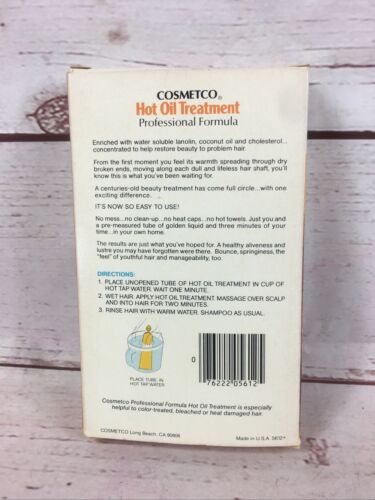 COSMETCO®
Hot Oil Treatment
Professional Formula
Enriched with water soluble lanolin, coconut oil and cholesterol...
concentrated to help restore beauty to problem hair.
From the first moment you feel its warmth spreading through dry
broken ends, moving along each dull and lifeless hair shaft, you'll
know this is what you've been waiting for.
A centuries-old beauty treatment has come full circle...with one
exciting difference.
IT'S NOW SO EASY TO USE!
No mess...no clean-up...no heat caps...no hot towels. Just you and
a pre-measured tube of golden liquid and three minutes of your
time...in your own home.
The results are just what you've hoped for. A healthy aliveness and
lustre you may have forgotten were there. Bounce, springiness, the
"feel" of youthful hair and manageability, too.
DIRECTIONS:
1. PLACE UNOPENED TUBE OF HOT OIL TREATMENT IN CUP OF
HOT TAP WATER. WAIT ONE MINUTE.
2. WET HAIR. APPLY HOT OIL TREATMENT. MASSAGE OVER SCALP
AND INTO HAIR FOR TWO MINUTES.
3. RINSE HAIR WITH WARM WATER. SHAMPOO AS USUAL.
PLACE TUBE IN
HOT TAP WATER
0
76222 05612
Cosmetco Professional Formula Hot Oil Treatment is especially
helpful to color-treated, bleached or heat damaged hair.
COSMETCO Long Beach, CA 90806
Made in U.S.A.